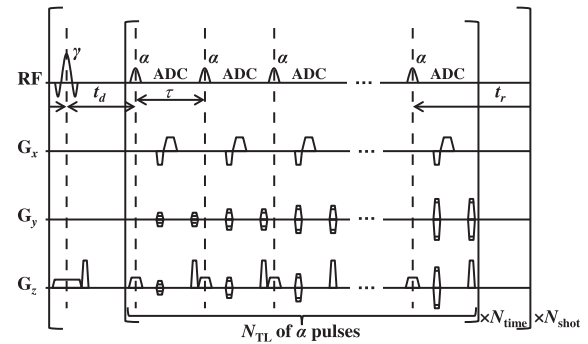 γ
α α α α
RF ADC ADC ADC ... ADC
t_d τ t_r
G_x ...
G_y ...
G_z ...
N_TL of α pulses ×N_time ×N_shot